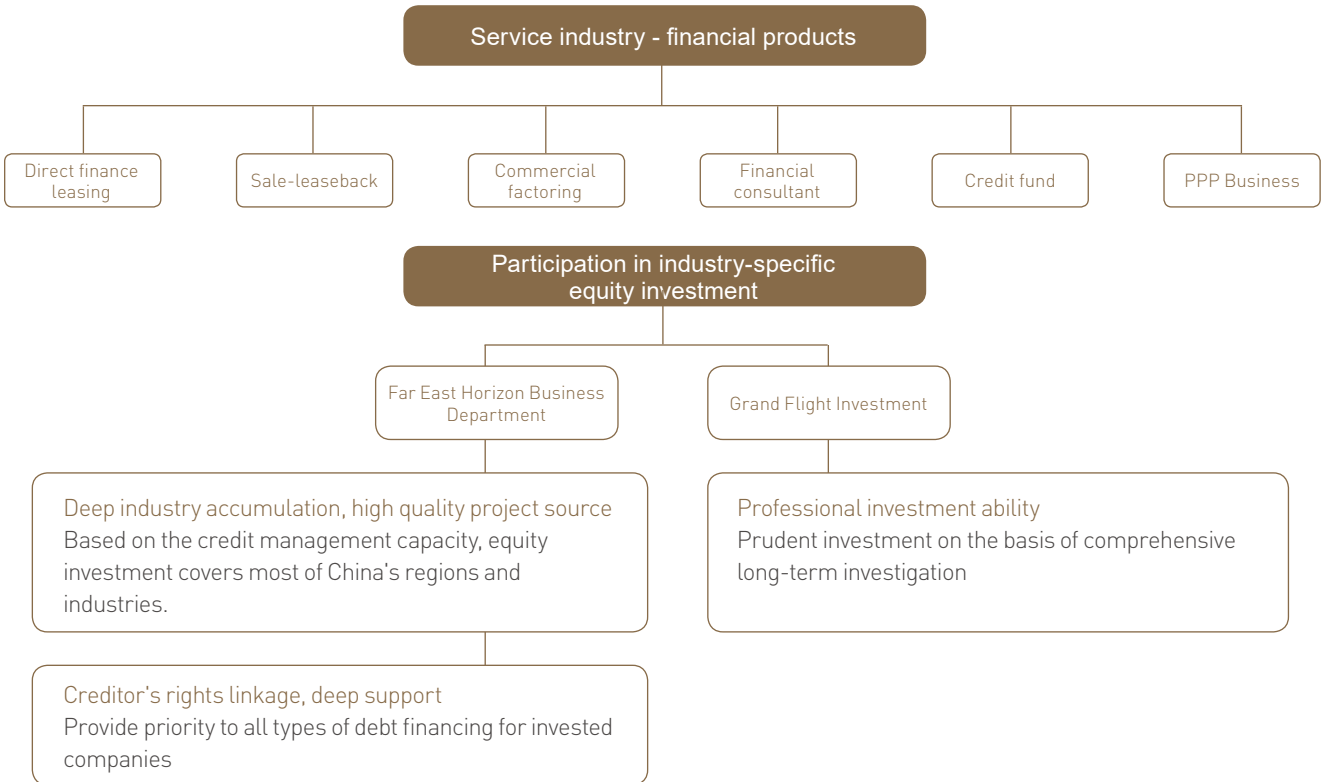 Service industry - financial products
Direct finance
leasing
Sale-leaseback
Commercial
factoring
Financial
consultant
Credit fund
PPP Business
Participation in industry-specific
equity investment
Far East Horizon Business
Department
Grand Flight Investment
Deep industry accumulation, high quality project source
Based on the credit management capacity, equity
investment covers most of China's regions and
industries.
Professional investment ability
Prudent investment on the basis of comprehensive
long-term investigation
Creditor's rights linkage, deep support
Provide priority to all types of debt financing for invested
companies